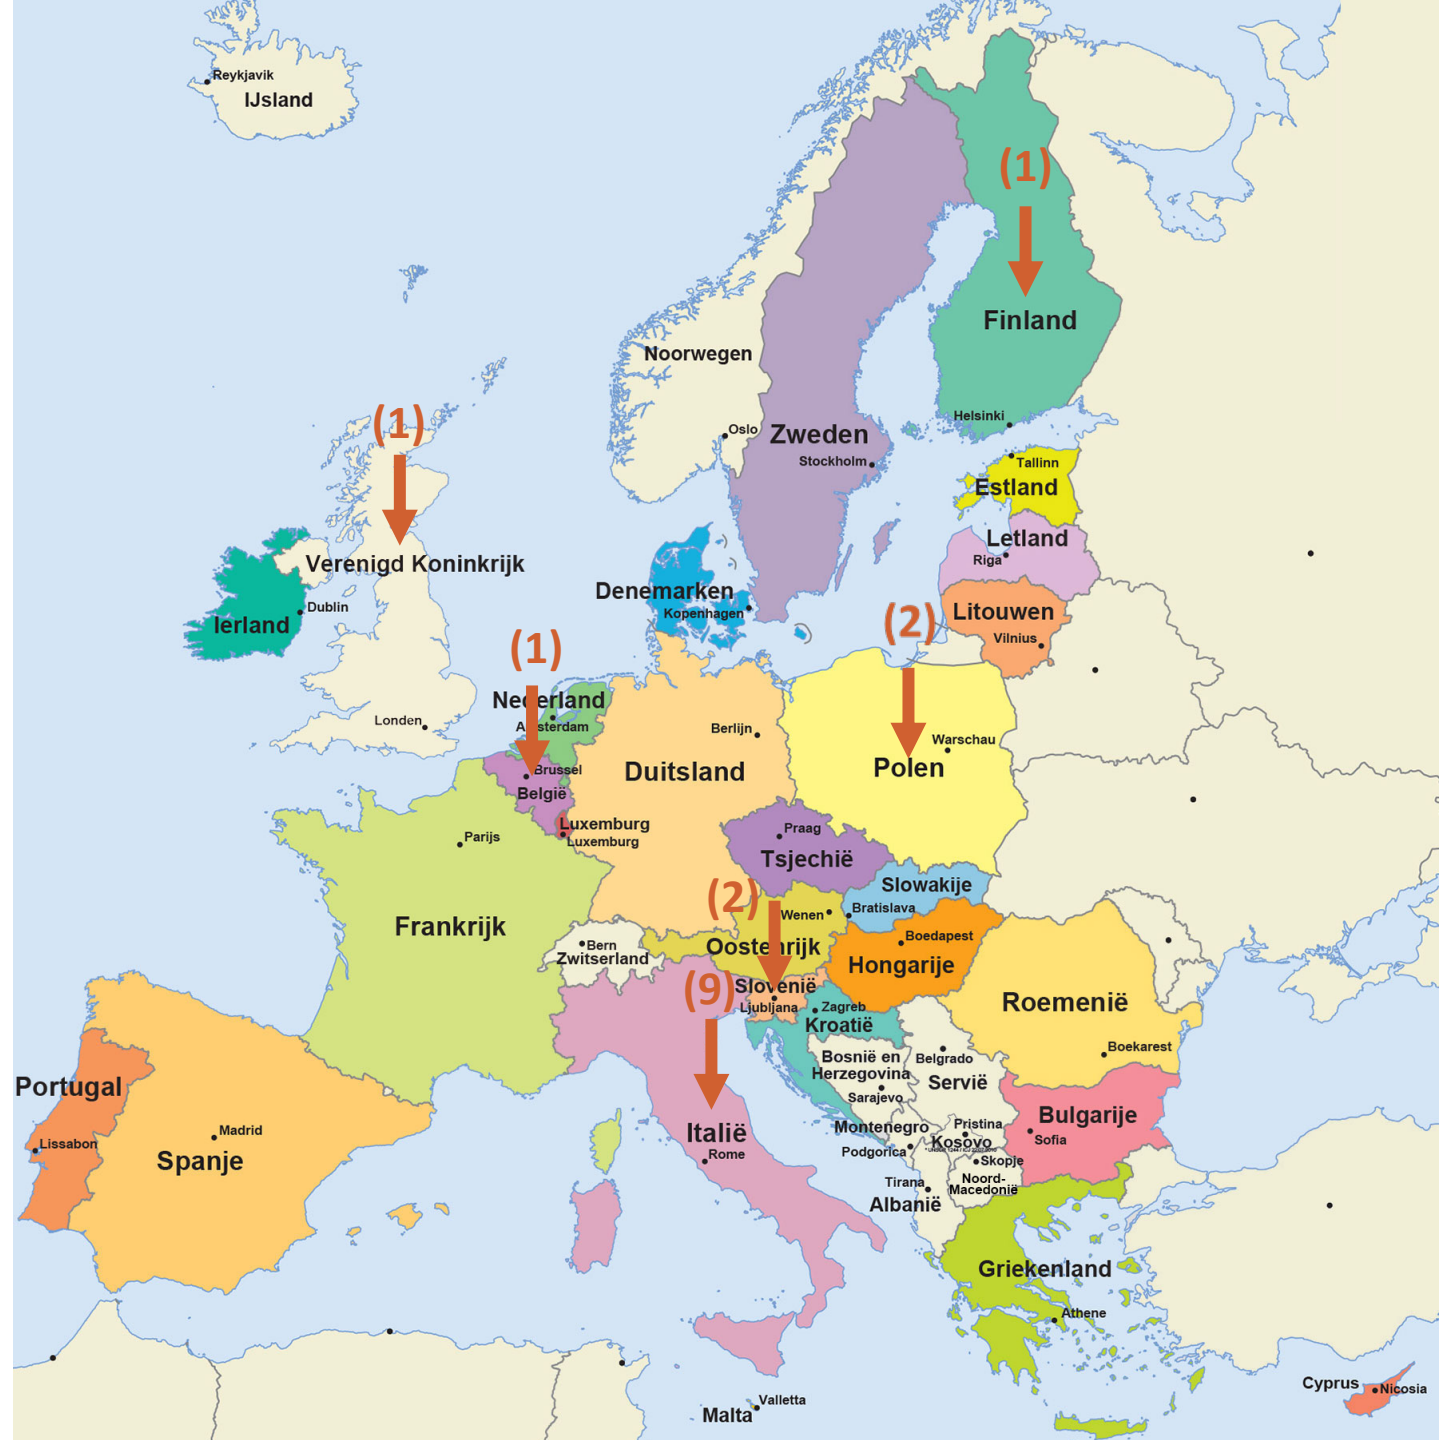 Reykjavik
IJsland
(1)
Finland
Noorwegen
Helsinki
(1)
Oslo
Zweden
Stockholm
Tallinn
Estland
Letland
Riga
Verenigd Koninkrijk
Denemarken
Kopenhagen
Dublin
Ierland
Litouwen
Vilnius
(2)
(1)
Nederland
Amsterdam
Londen
Berlijn
Warschau
Polen
Duitsland
Brussel
België
Luxemburg
Luxemburg
Parijs
Praag
Tsjechië
Slowakije
Bratislava
(2)
Wenen
Oostenrijk
Boedapest
Hongarije
Frankrijk
Bern
Zwitserland
(9)
Slovenië
Ljubljana
Zagreb
Kroatië
Roemenië
Boekarest
Bosnië en
Herzegovina
Sarajevo
Belgrado
Servië
Portugal
Lissabon
Madrid
Spanje
Italië
Rome
Montenegro
Podgorica
Pristina
Kosovo
Bulgarije
Sofia
Skopje
Noord-
Macedonië
Tirana
Albanië
Griekenland
Athene
Valletta
Malta
Cyprus
Nicosia